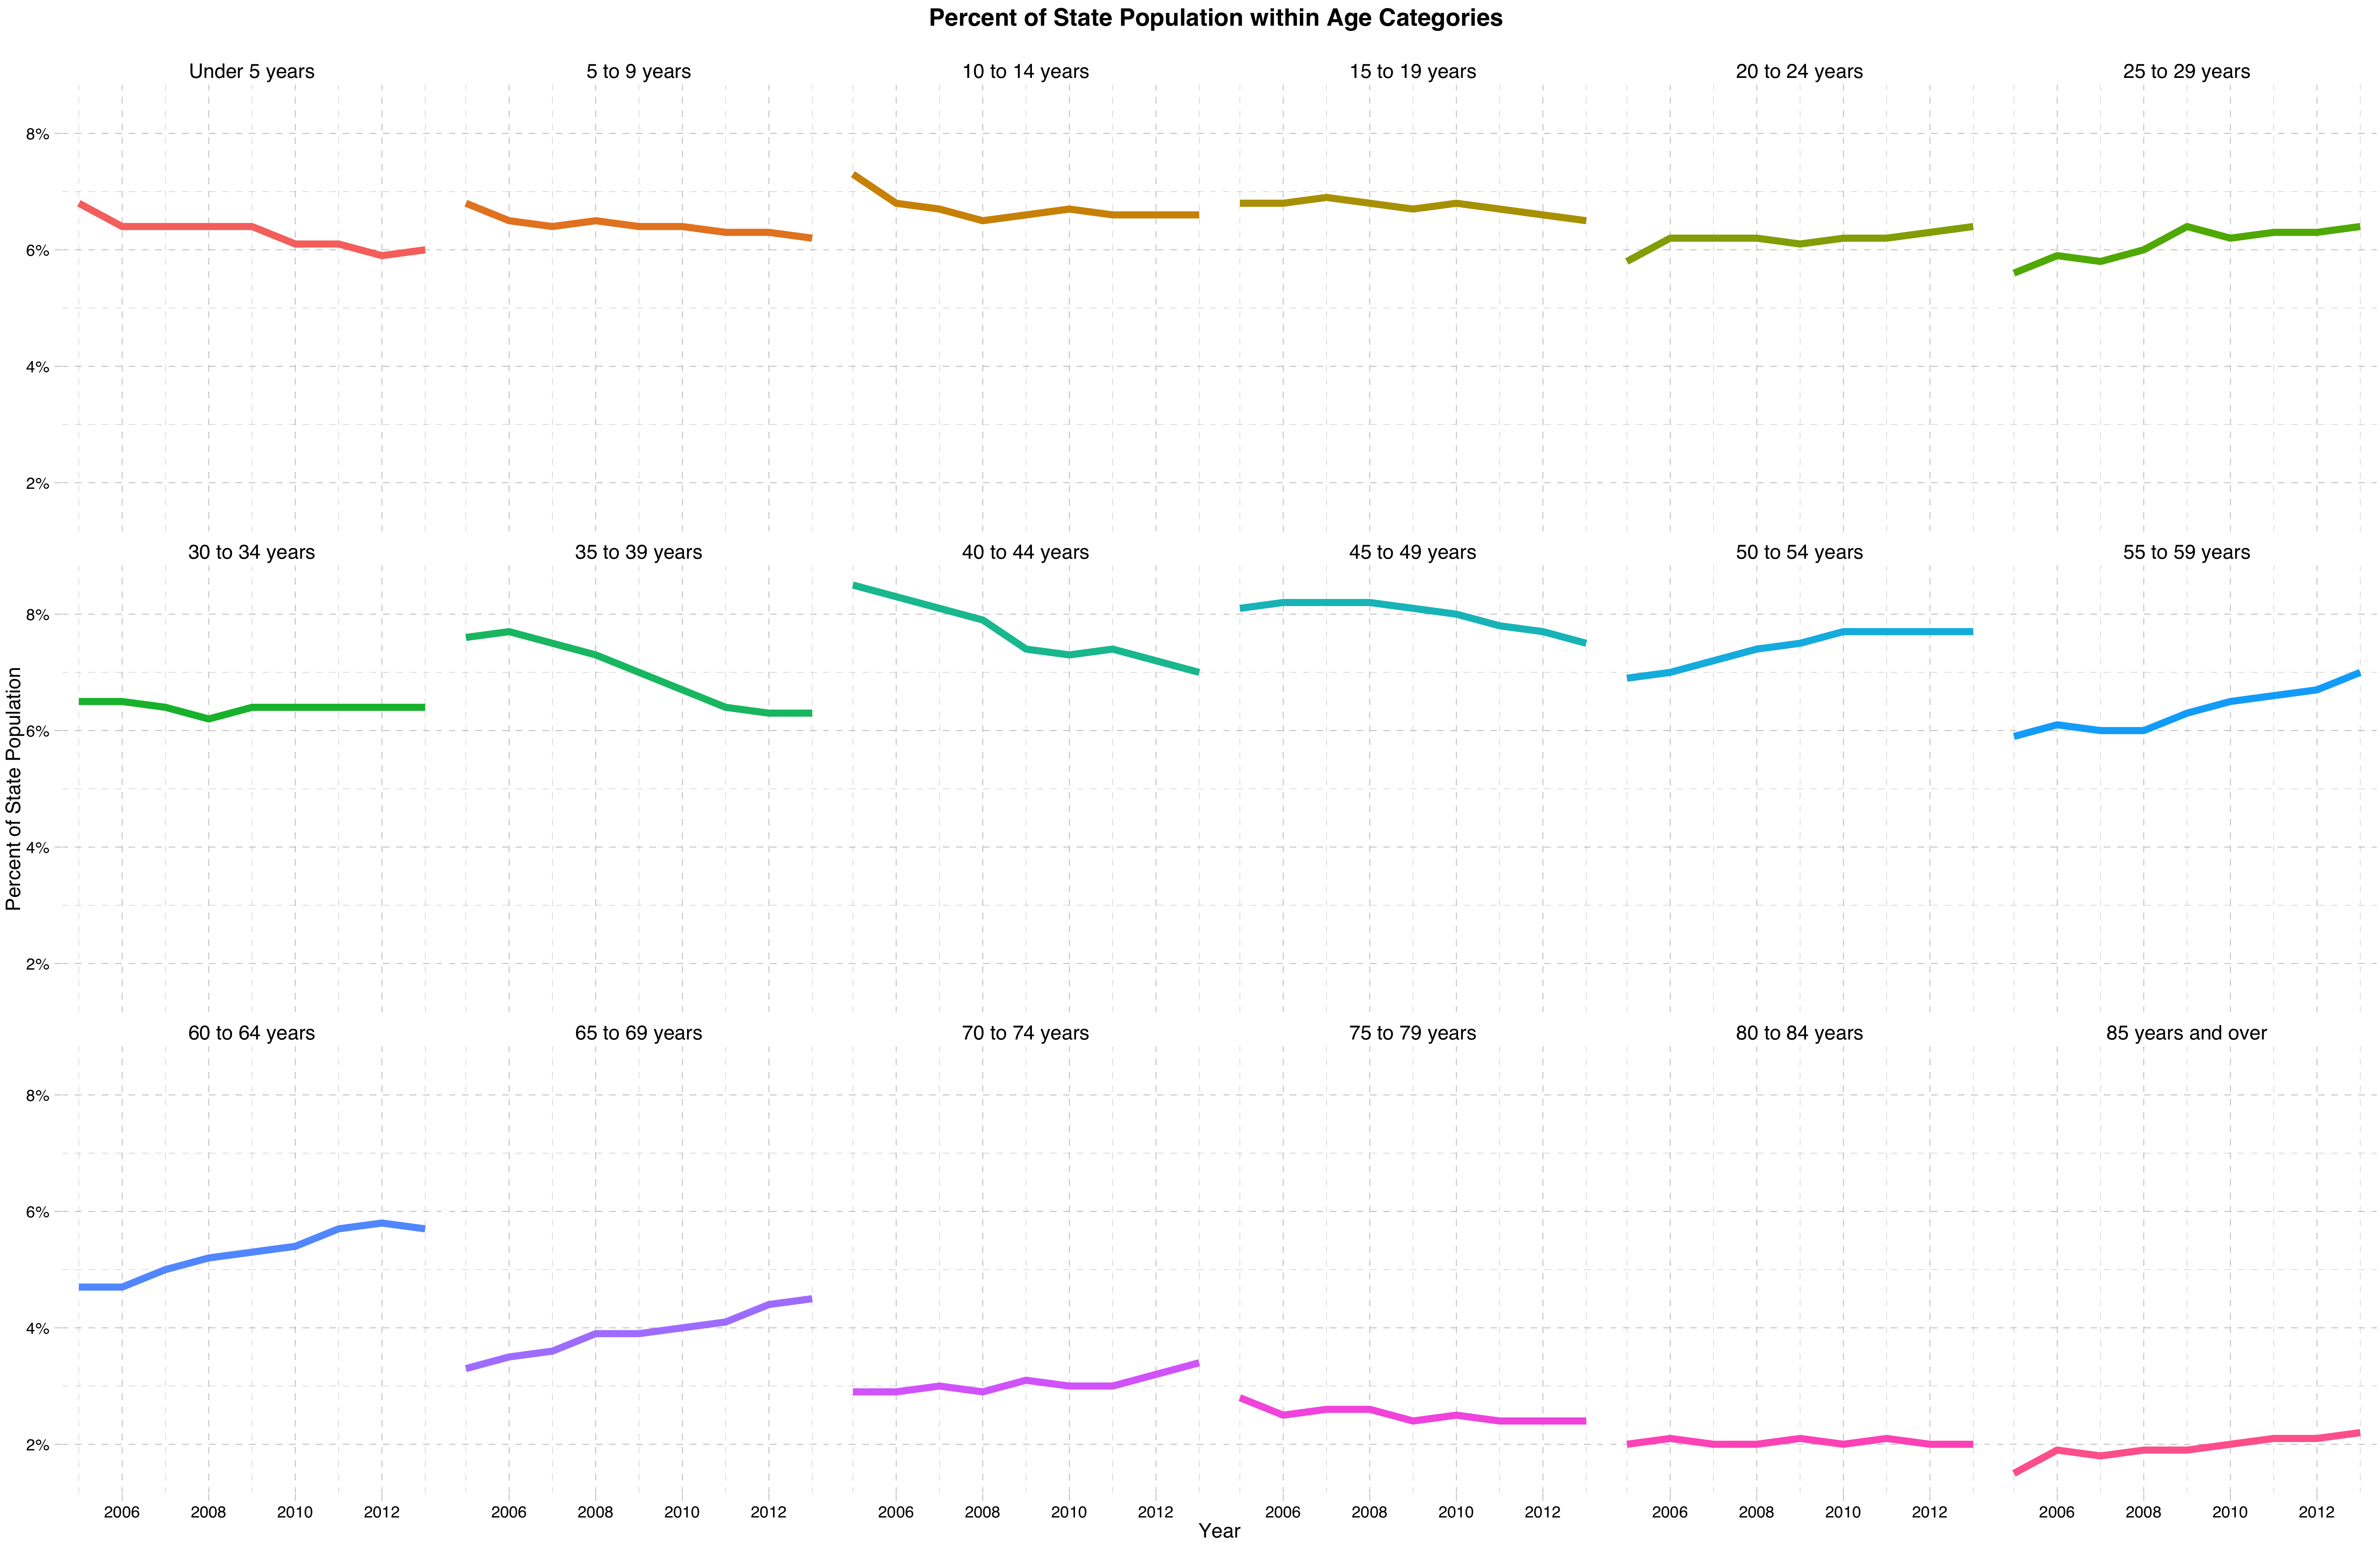 Percent of State Population within Age Categories
Under 5 years 5 to 9 years 10 to 14 years 15 to 19 years 20 to 24 years 25 to 29 years
8%
6%
4%
2%
30 to 34 years 35 to 39 years 40 to 44 years 45 to 49 years 50 to 54 years 55 to 59 years
8%
6%
4%
2%
Percent of State Population
60 to 64 years 65 to 69 years 70 to 74 years 75 to 79 years 80 to 84 years 85 years and over
8%
6%
4%
2%
2006 2008 2010 2012 2006 2008 2010 2012 2006 2008 2010 2012 2006 2008 2010 2012 2006 2008 2010 2012 2006 2008 2010 2012
Year